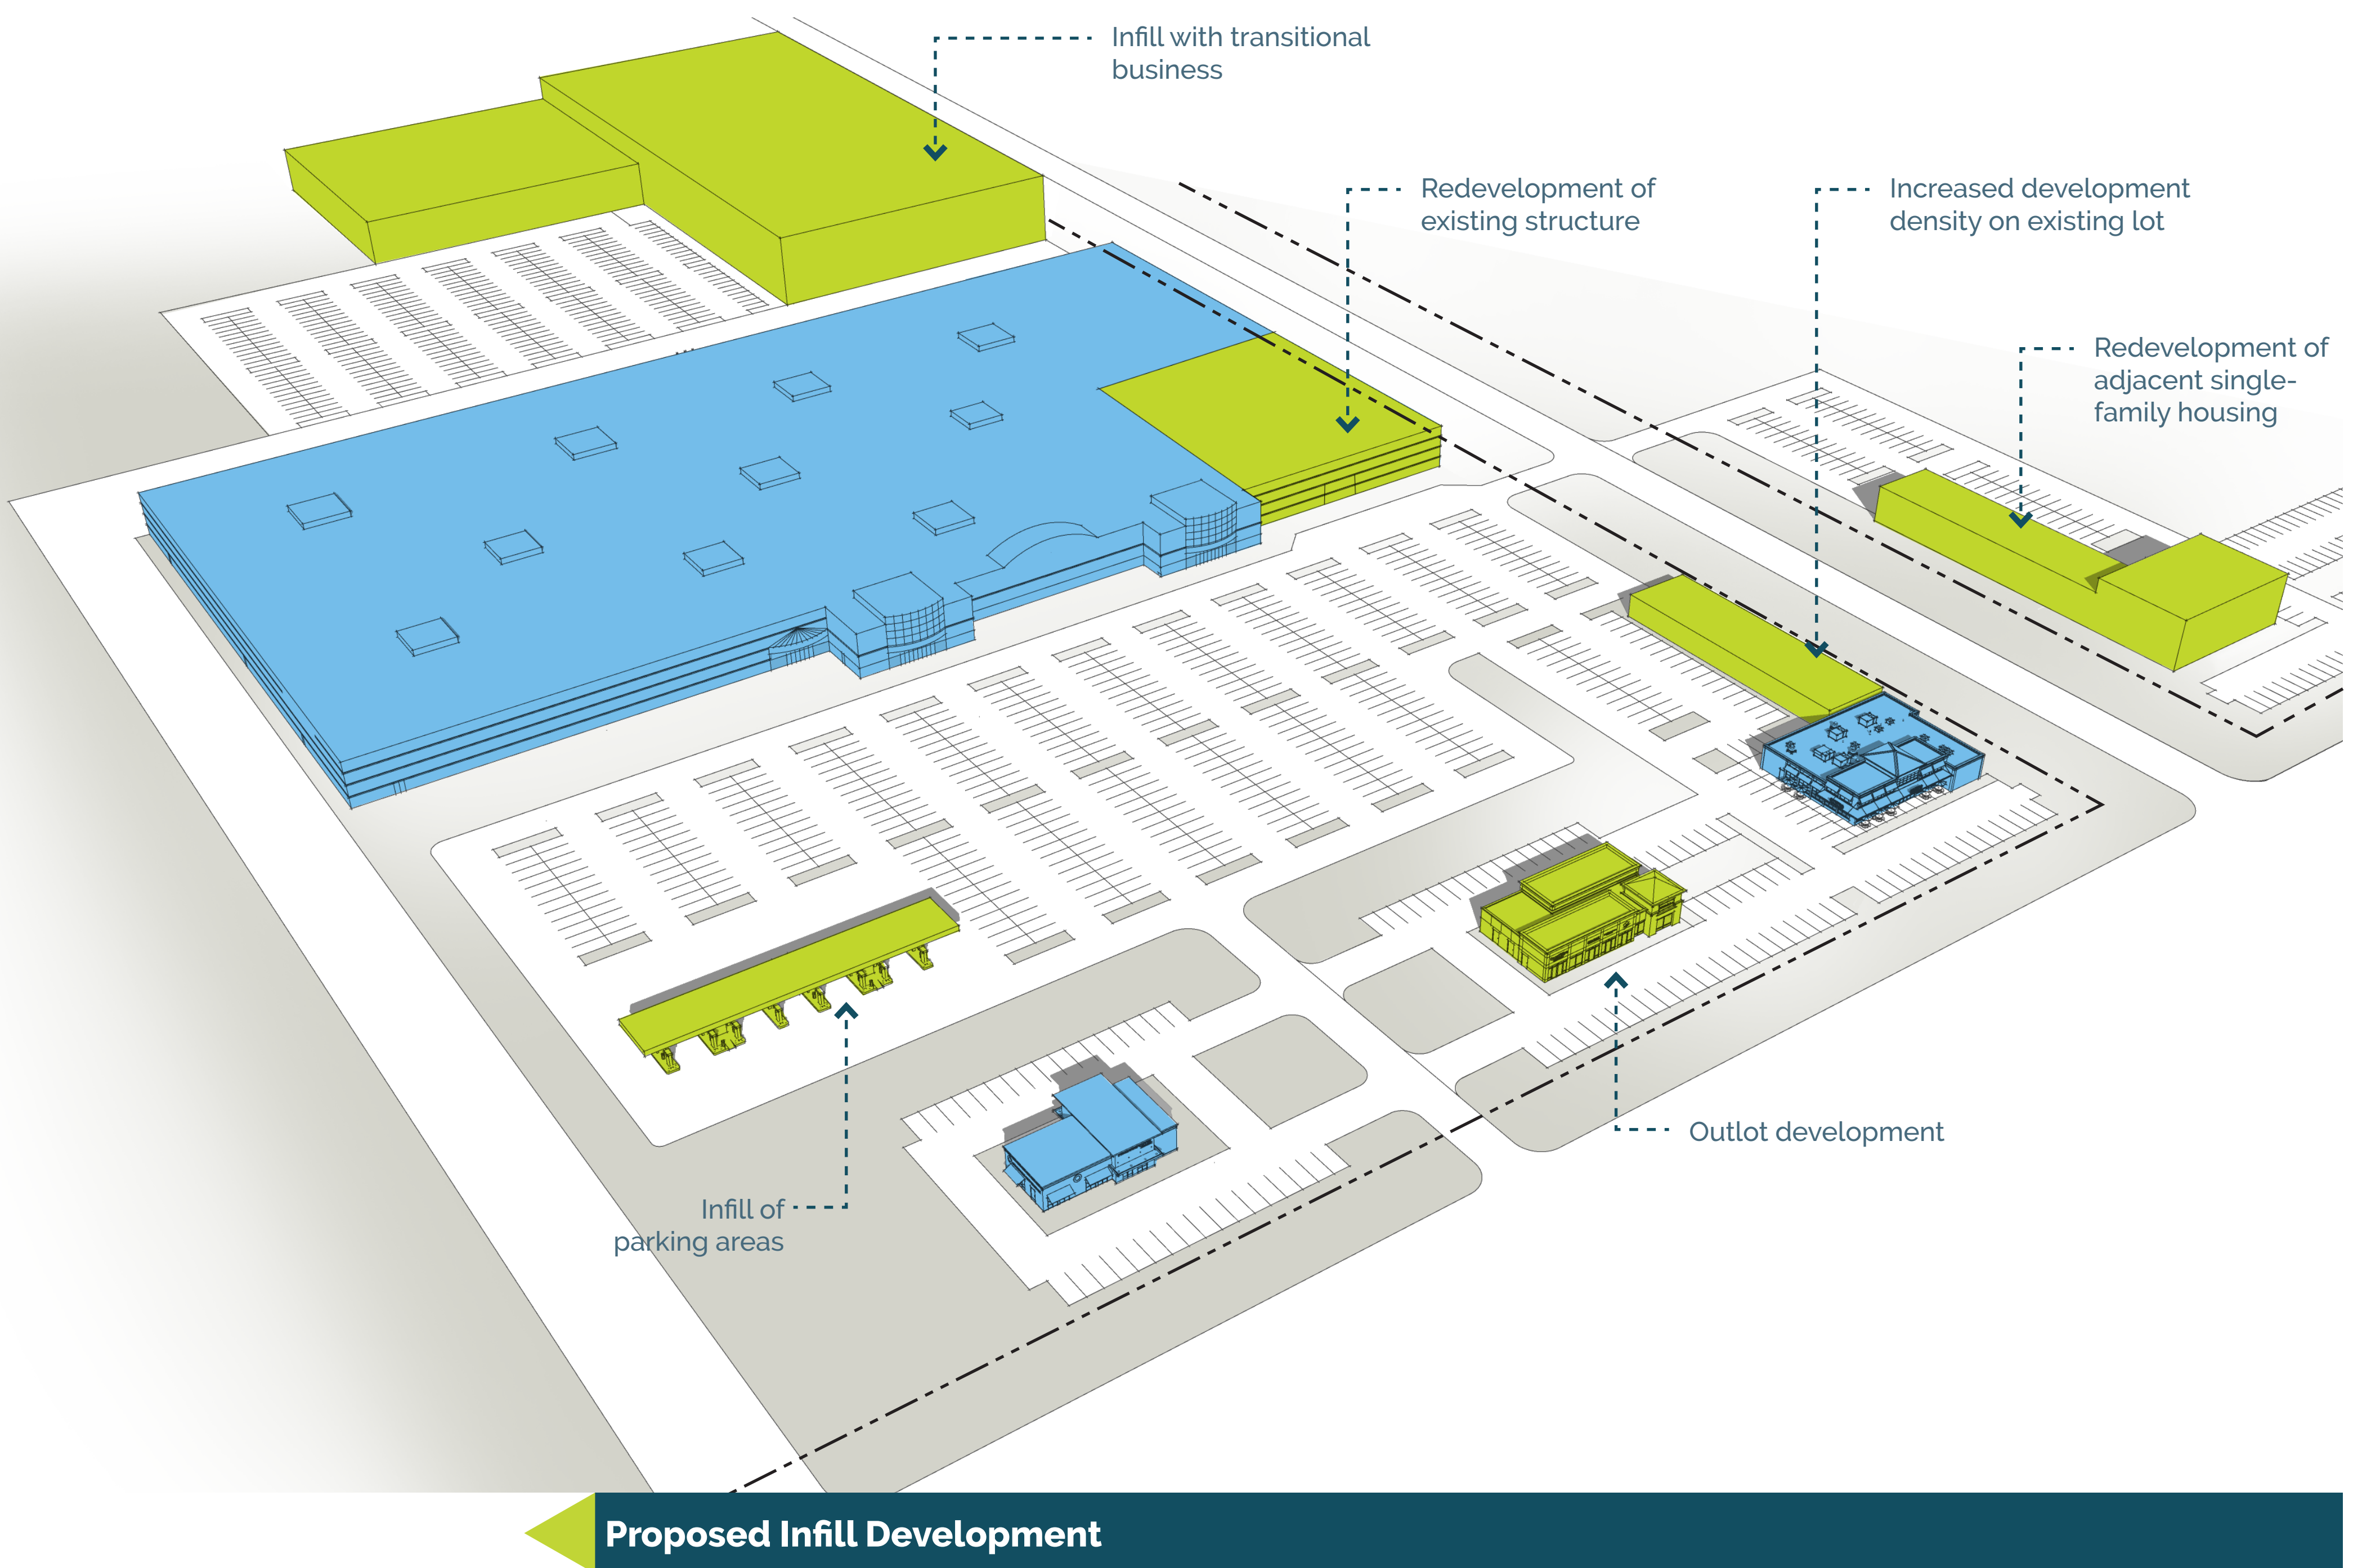 Infill with transitional
business
Redevelopment of
existing structure
Increased development
density on existing lot
Redevelopment of
adjacent single-
family housing
Outlot development
Infill of
parking areas
Proposed Infill Development